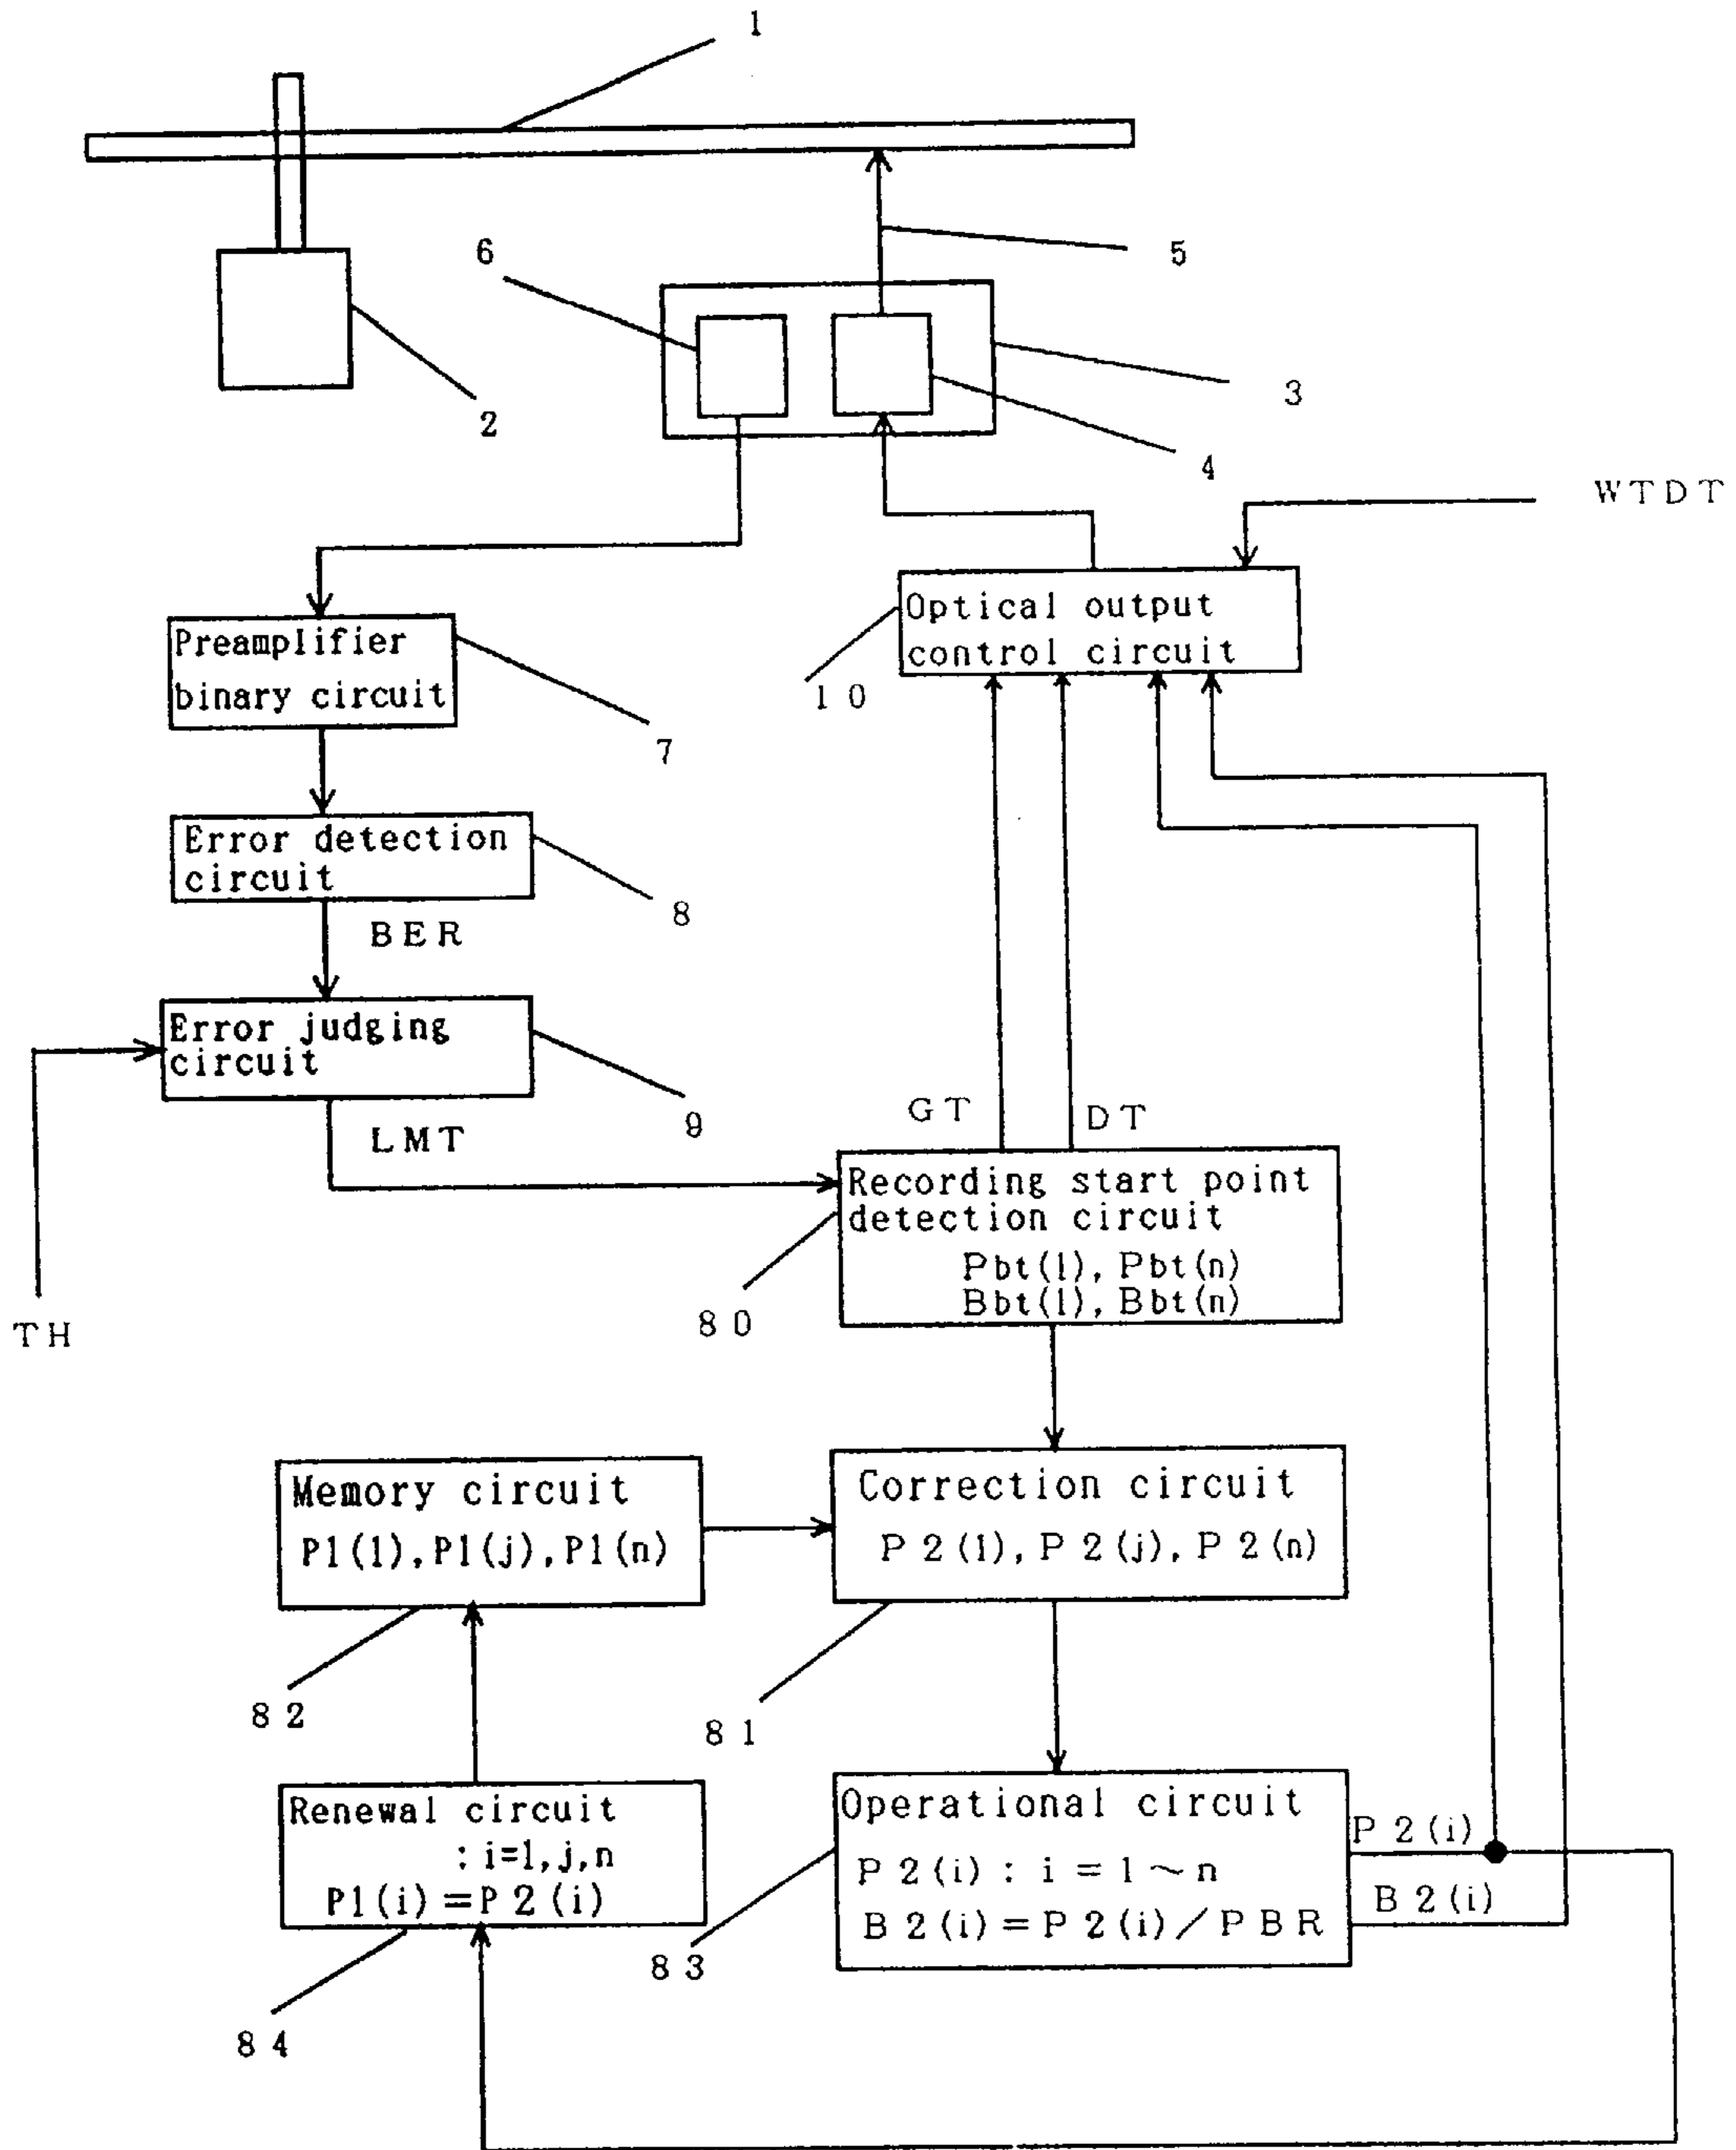 1
6
5
2
3
4
WTDT
Optical output
control circuit
10
Preamplifier
binary circuit
7
Error detection
circuit
8
BER
Error judging
circuit
9
LMT
TH
GT
DT
Recording start point
detection circuit
Pbt(1), Pbt(n)
Bbt(1), Bbt(n)
80
Memory circuit
P1(1), P1(j), P1(n)
82
Correction circuit
P2(1), P2(j), P2(n)
81
Renewal circuit
: i=1,j,n
P1(i)=P2(i)
84
Operational circuit
P2(i) : i = 1~n
B2(i)=P2(i)/PBR
83
P2(i)
B2(i)